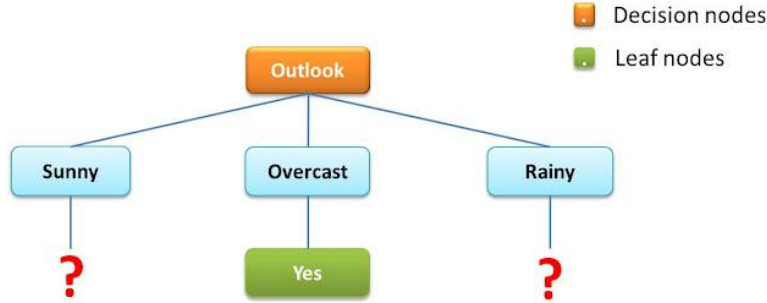 Decision nodes
Leaf nodes
Outlook
Sunny
Overcast
Rainy
?
Yes
?